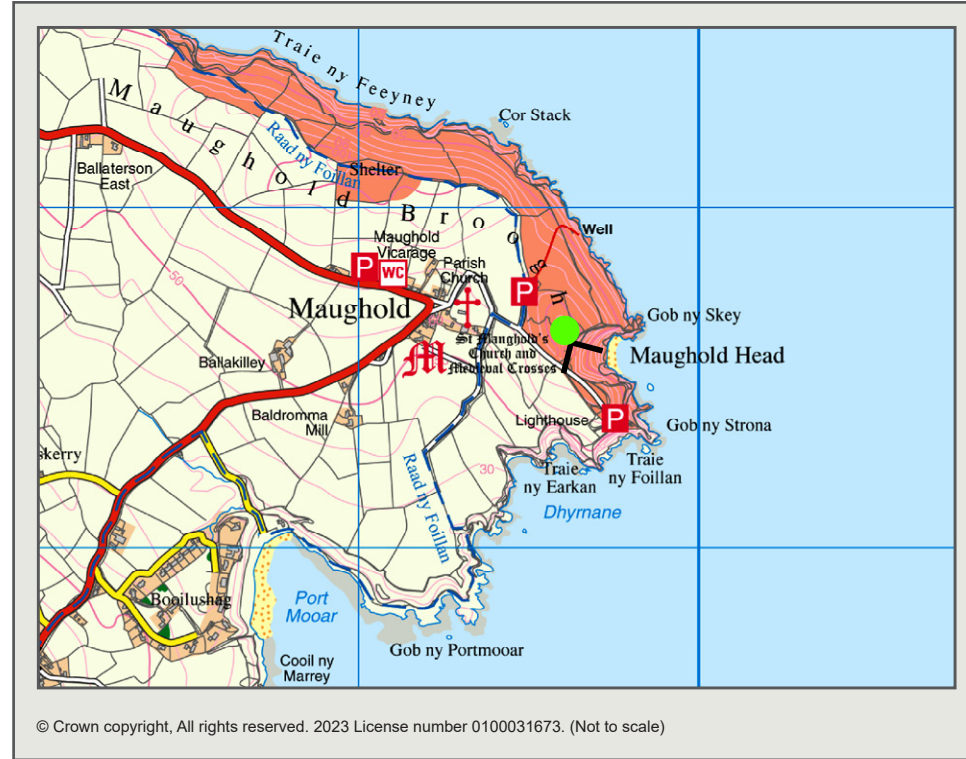 Traie ny Feeyney
Cor Stack
Maughold Broogh
Raad ny Foillan
Shelter
Ballaterson
East
Well
Maughold
Vicarage
P
WC
Parish
Church
P
Maughold
Gob ny Skey
50
St Maughold's
Church and
Medieval Crosses
M
Maughold Head
Ballakilley
Baldromma
Mill
Lighthouse
P
Gob ny Strona
skerry
30
Raad ny Foillan
Traie
ny Earkan
Traie
ny Foillan
Dhyrnane
Booilushag
Port
Mooar
Gob ny Portmooar
Cooil ny
Marrey
© Crown copyright, All rights reserved. 2023 License number 0100031673. (Not to scale)